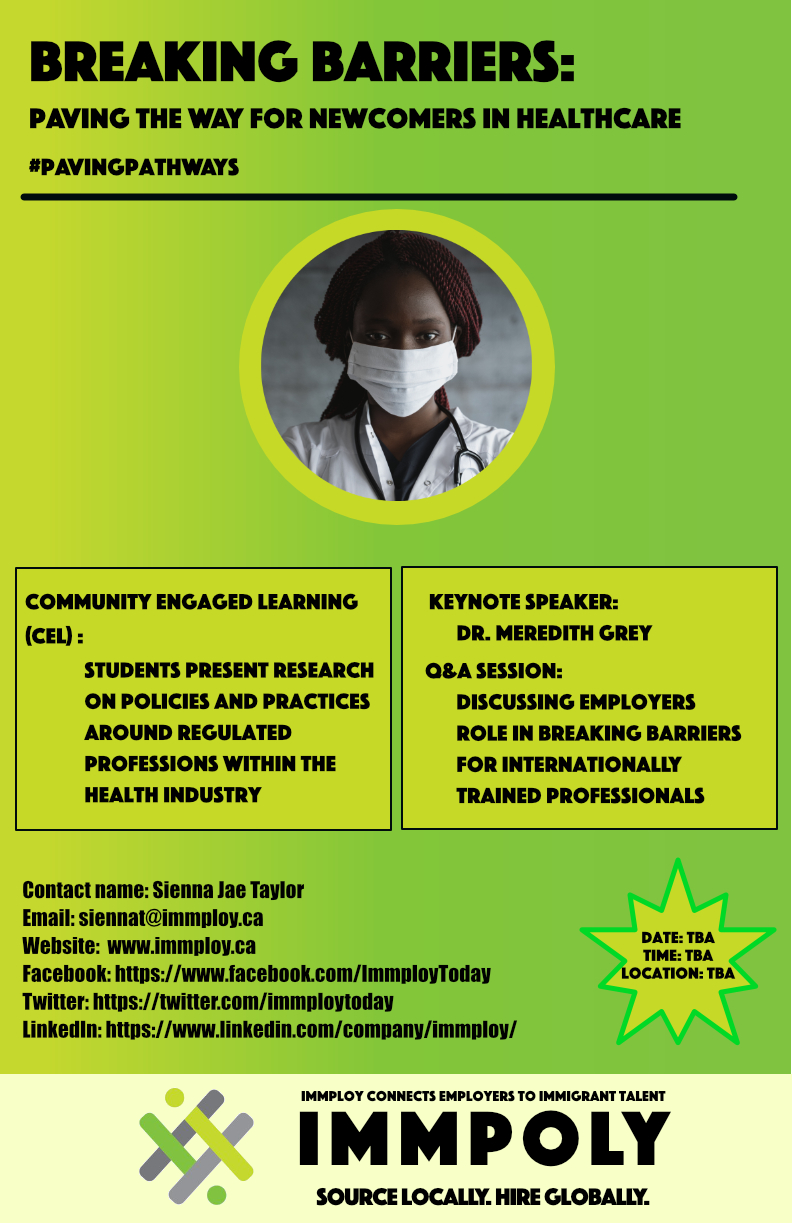 BREAKING BARRIERS:
PAVING THE WAY FOR NEWCOMERS IN HEALTHCARE
#PAVINGPATHWAYS
COMMUNITY ENGAGED LEARNING
(CEL) :
STUDENTS PRESENT RESEARCH
ON POLICIES AND PRACTICES
AROUND REGULATED
PROFESSIONS WITHIN THE
HEALTH INDUSTRY
KEYNOTE SPEAKER:
DR. MEREDITH GREY
Q&A SESSION:
DISCUSSING EMPLOYERS
ROLE IN BREAKING BARRIERS
FOR INTERNATIONALLY
TRAINED PROFESSIONALS
Contact name: Sienna Jae Taylor
Email: siennat@immploy.ca
Website:  www.immploy.ca
Facebook: https://www.facebook.com/ImmployToday
Twitter: https://twitter.com/immploytoday
LinkedIn: https://www.linkedin.com/company/immploy/
DATE: TBA
TIME: TBA
LOCATION: TBA
IMMPLOY CONNECTS EMPLOYERS TO IMMIGRANT TALENT
IMMPOLY
SOURCE LOCALLY. HIRE GLOBALLY.